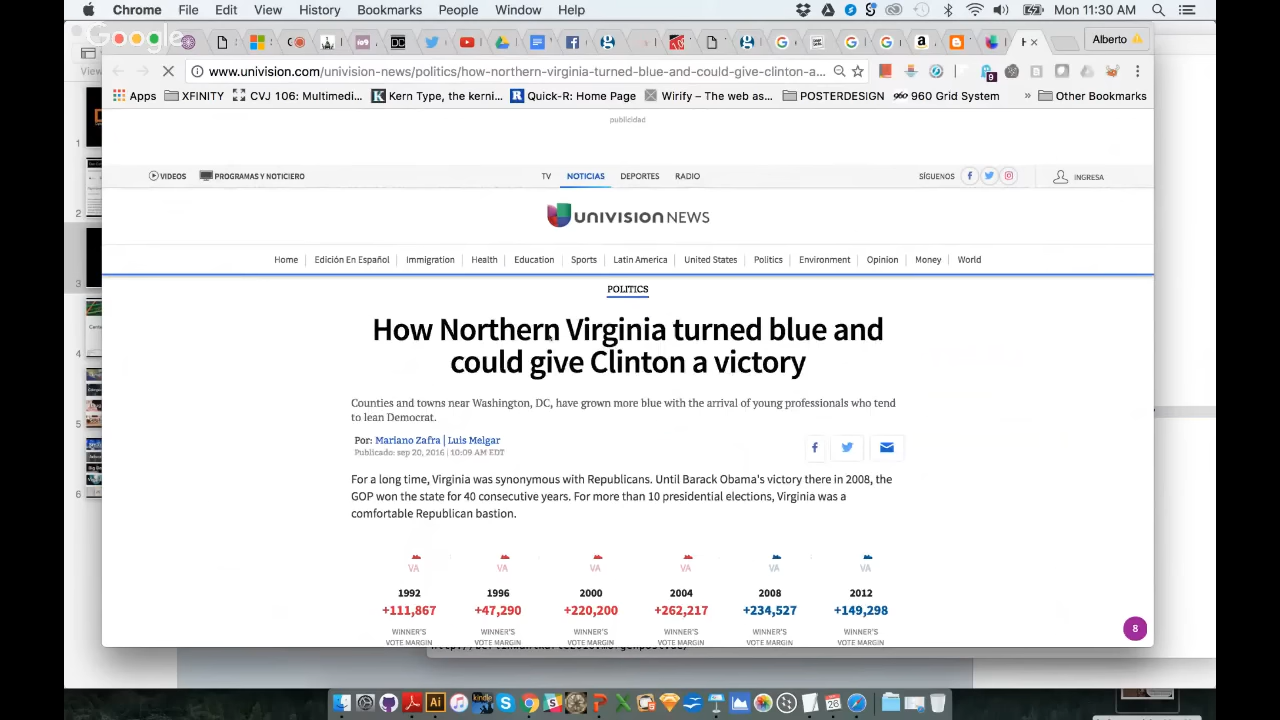 Chrome File Edit View History Bookmarks People Window Help Mon 11:30 AM
Google
Alberto
View
www.univision.com/univision-news/politics/how-northern-virginia-turned-blue-and-could-give-clinton-a...
9
Apps XFINITY CVJ 106: Multimedi... Kern Type, the kerni... Quick-R: Home Page Wirify – The web as... POSTERDESIGN 960 Grid System » Other Bookmarks
publicidad
VIDEOS PROGRAMAS Y NOTICIERO TV NOTICIAS DEPORTES RADIO SÍGUENOS INGRESA
UNIVISION NEWS
Home Edición En Español Immigration Health Education Sports Latin America United States Politics Environment Opinion Money World
POLITICS
How Northern Virginia turned blue and
could give Clinton a victory
Counties and towns near Washington, DC, have grown more blue with the arrival of young professionals who tend
to lean Democrat.
Por: Mariano Zafra | Luis Melgar
Publicado: sep 20, 2016 | 10:09 AM EDT
For a long time, Virginia was synonymous with Republicans. Until Barack Obama's victory there in 2008, the
GOP won the state for 40 consecutive years. For more than 10 presidential elections, Virginia was a
comfortable Republican bastion.
VA VA VA VA VA VA
1992 1996 2000 2004 2008 2012
+111,867 +47,290 +220,200 +262,217 +234,527 +149,298
WINNER'S WINNER'S WINNER'S WINNER'S WINNER'S WINNER'S
VOTE MARGIN VOTE MARGIN VOTE MARGIN VOTE MARGIN VOTE MARGIN VOTE MARGIN
8
1
2
3
4
5
6